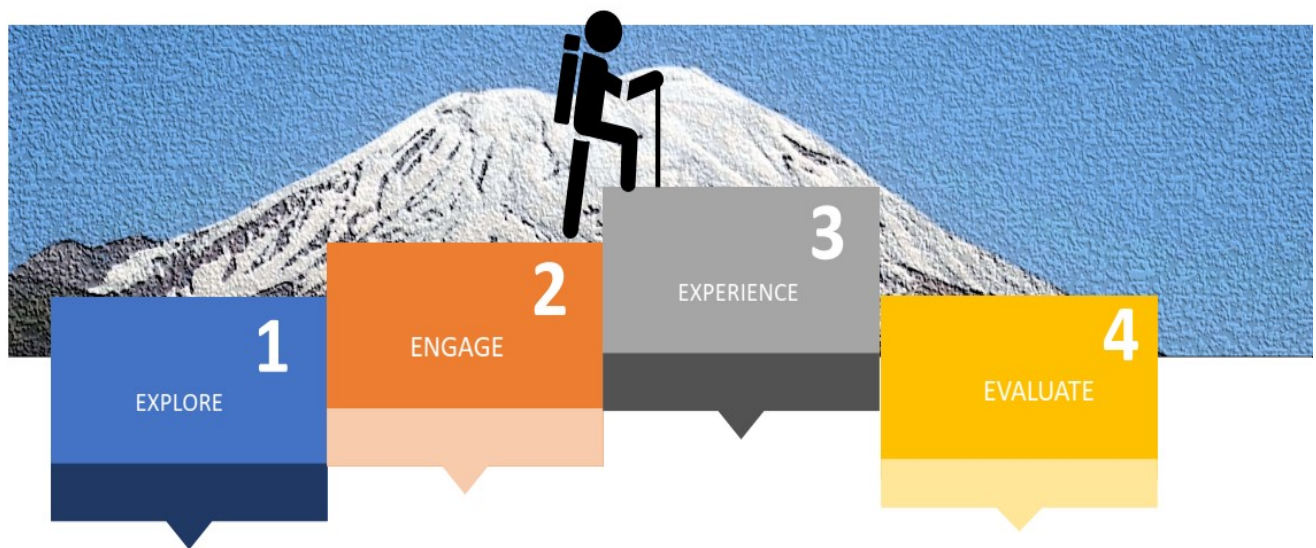 1
EXPLORE
2
ENGAGE
3
EXPERIENCE
4
EVALUATE